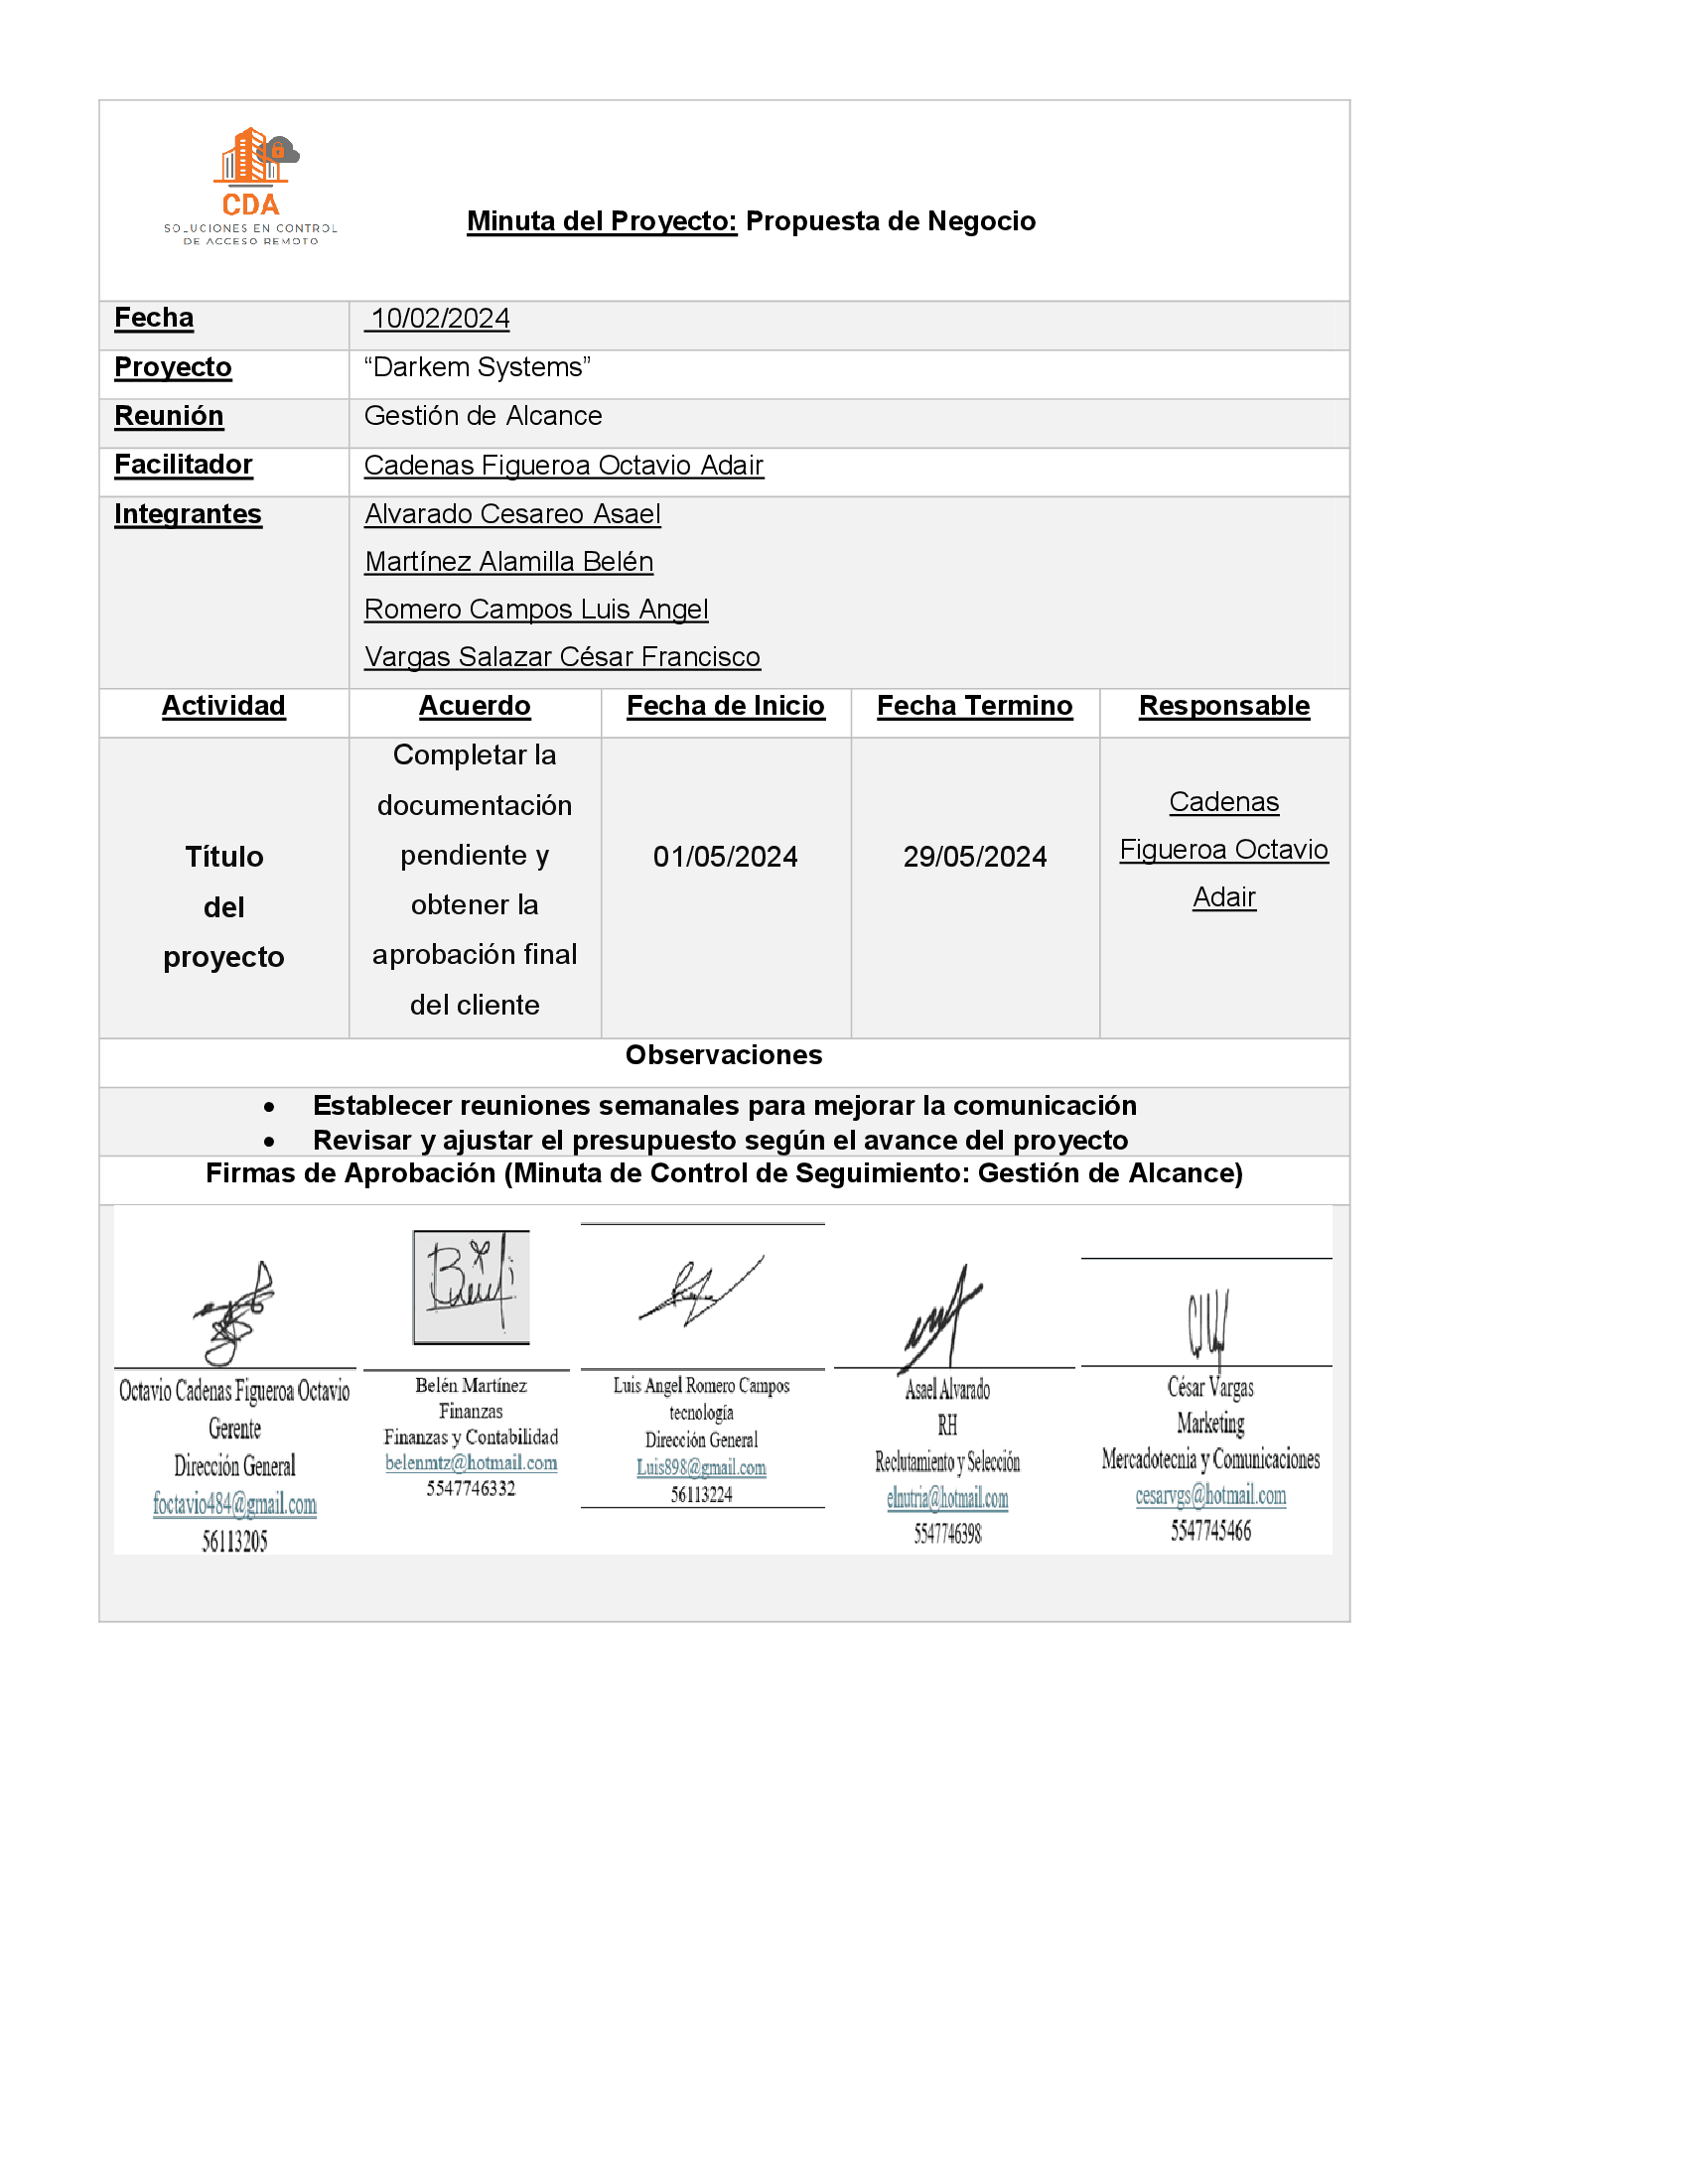 CDA
SOLUCIONES EN CONTROL
DE ACCESO REMOTO
Minuta del Proyecto: Propuesta de Negocio
Fecha 10/02/2024
Proyecto “Darkem Systems”
Reunión Gestión de Alcance
Facilitador Cadenas Figueroa Octavio Adair
Integrantes Alvarado Cesareo Asael
Martínez Alamilla Belén
Romero Campos Luis Angel
Vargas Salazar César Francisco
Actividad Acuerdo Fecha de Inicio Fecha Termino Responsable
Título
del
proyecto
Completar la
documentación
pendiente y
obtener la
aprobación final
del cliente
01/05/2024
29/05/2024
Cadenas
Figueroa Octavio
Adair
Observaciones
• Establecer reuniones semanales para mejorar la comunicación
• Revisar y ajustar el presupuesto según el avance del proyecto
Firmas de Aprobación (Minuta de Control de Seguimiento: Gestión de Alcance)
Octavio Cadenas Figueroa Octavio
Gerente
Dirección General
foctavio484@gmail.com
56113205
Belén Martínez
Finanzas
Finanzas y Contabilidad
belenmtz@hotmail.com
5547746332
Luis Angel Romero Campos
tecnología
Dirección General
Luis898@gmail.com
56113224
Asael Alvarado
RH
Reclutamiento y Selección
elnutria@hotmail.com
5547746398
César Vargas
Marketing
Mercadotecnia y Comunicaciones
cesarvgs@hotmail.com
5547745466